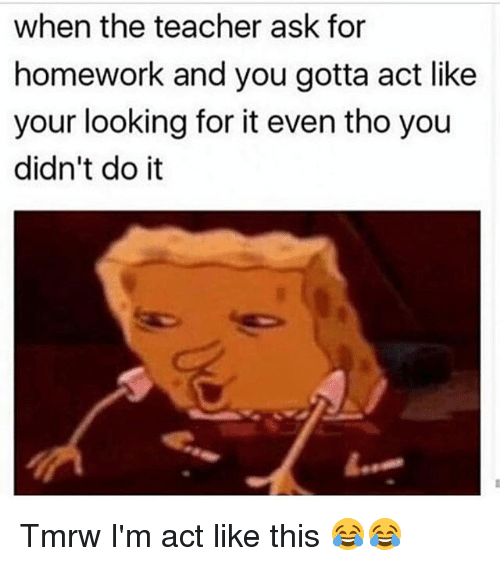 when the teacher ask for
homework and you gotta act like
your looking for it even tho you
didn't do it
Tmrw I'm act like this 😂😂